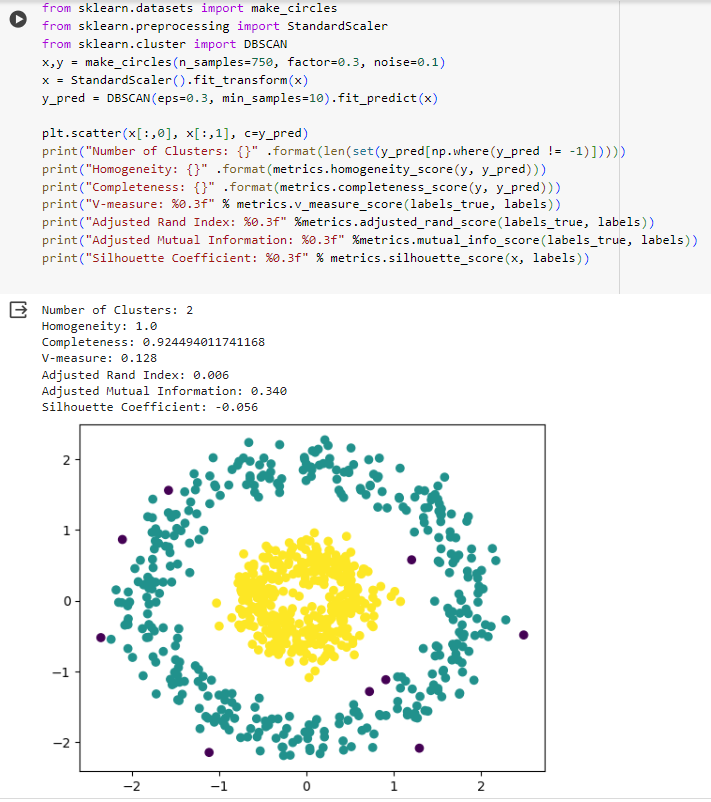 from sklearn.datasets import make_circles
from sklearn.preprocessing import StandardScaler
from sklearn.cluster import DBSCAN
x,y = make_circles(n_samples=750, factor=0.3, noise=0.1)
x = StandardScaler().fit_transform(x)
y_pred = DBSCAN(eps=0.3, min_samples=10).fit_predict(x)
plt.scatter(x[:,0], x[:,1], c=y_pred)
print("Number of Clusters: {}" .format(len(set(y_pred[np.where(y_pred != -1)]))))
print("Homogeneity: {}" .format(metrics.homogeneity_score(y, y_pred)))
print("Completeness: {}" .format(metrics.completeness_score(y, y_pred)))
print("V-measure: %0.3f" % metrics.v_measure_score(labels_true, labels))
print("Adjusted Rand Index: %0.3f" %metrics.adjusted_rand_score(labels_true, labels))
print("Adjusted Mutual Information: %0.3f" %metrics.mutual_info_score(labels_true, labels))
print("Silhouette Coefficient: %0.3f" % metrics.silhouette_score(x, labels))
Number of Clusters: 2
Homogeneity: 1.0
Completeness: 0.924494011741168
V-measure: 0.128
Adjusted Rand Index: 0.006
Adjusted Mutual Information: 0.340
Silhouette Coefficient: -0.056
2
1
0
−1
−2
−2 −1 0 1 2